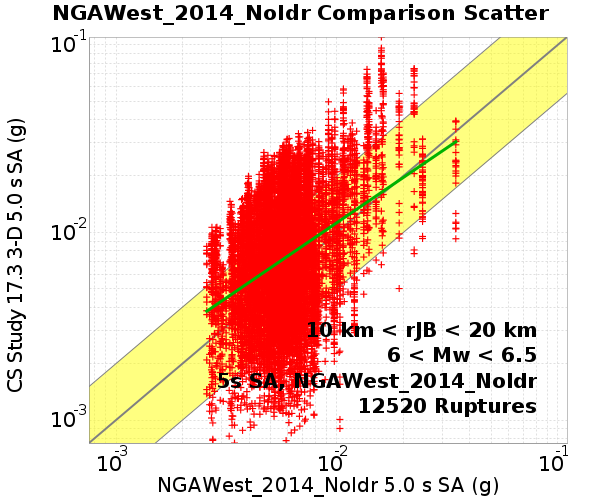 NGAWest_2014_NoIdr Comparison Scatter
CS Study 17.3 3-D 5.0 s SA (g)
10⁻¹
10⁻²
10⁻³
10 km < rJB < 20 km
6 < Mw < 6.5
5s SA, NGAWest_2014_NoIdr
12520 Ruptures
10⁻³ 10⁻² 10⁻¹
NGAWest_2014_NoIdr 5.0 s SA (g)